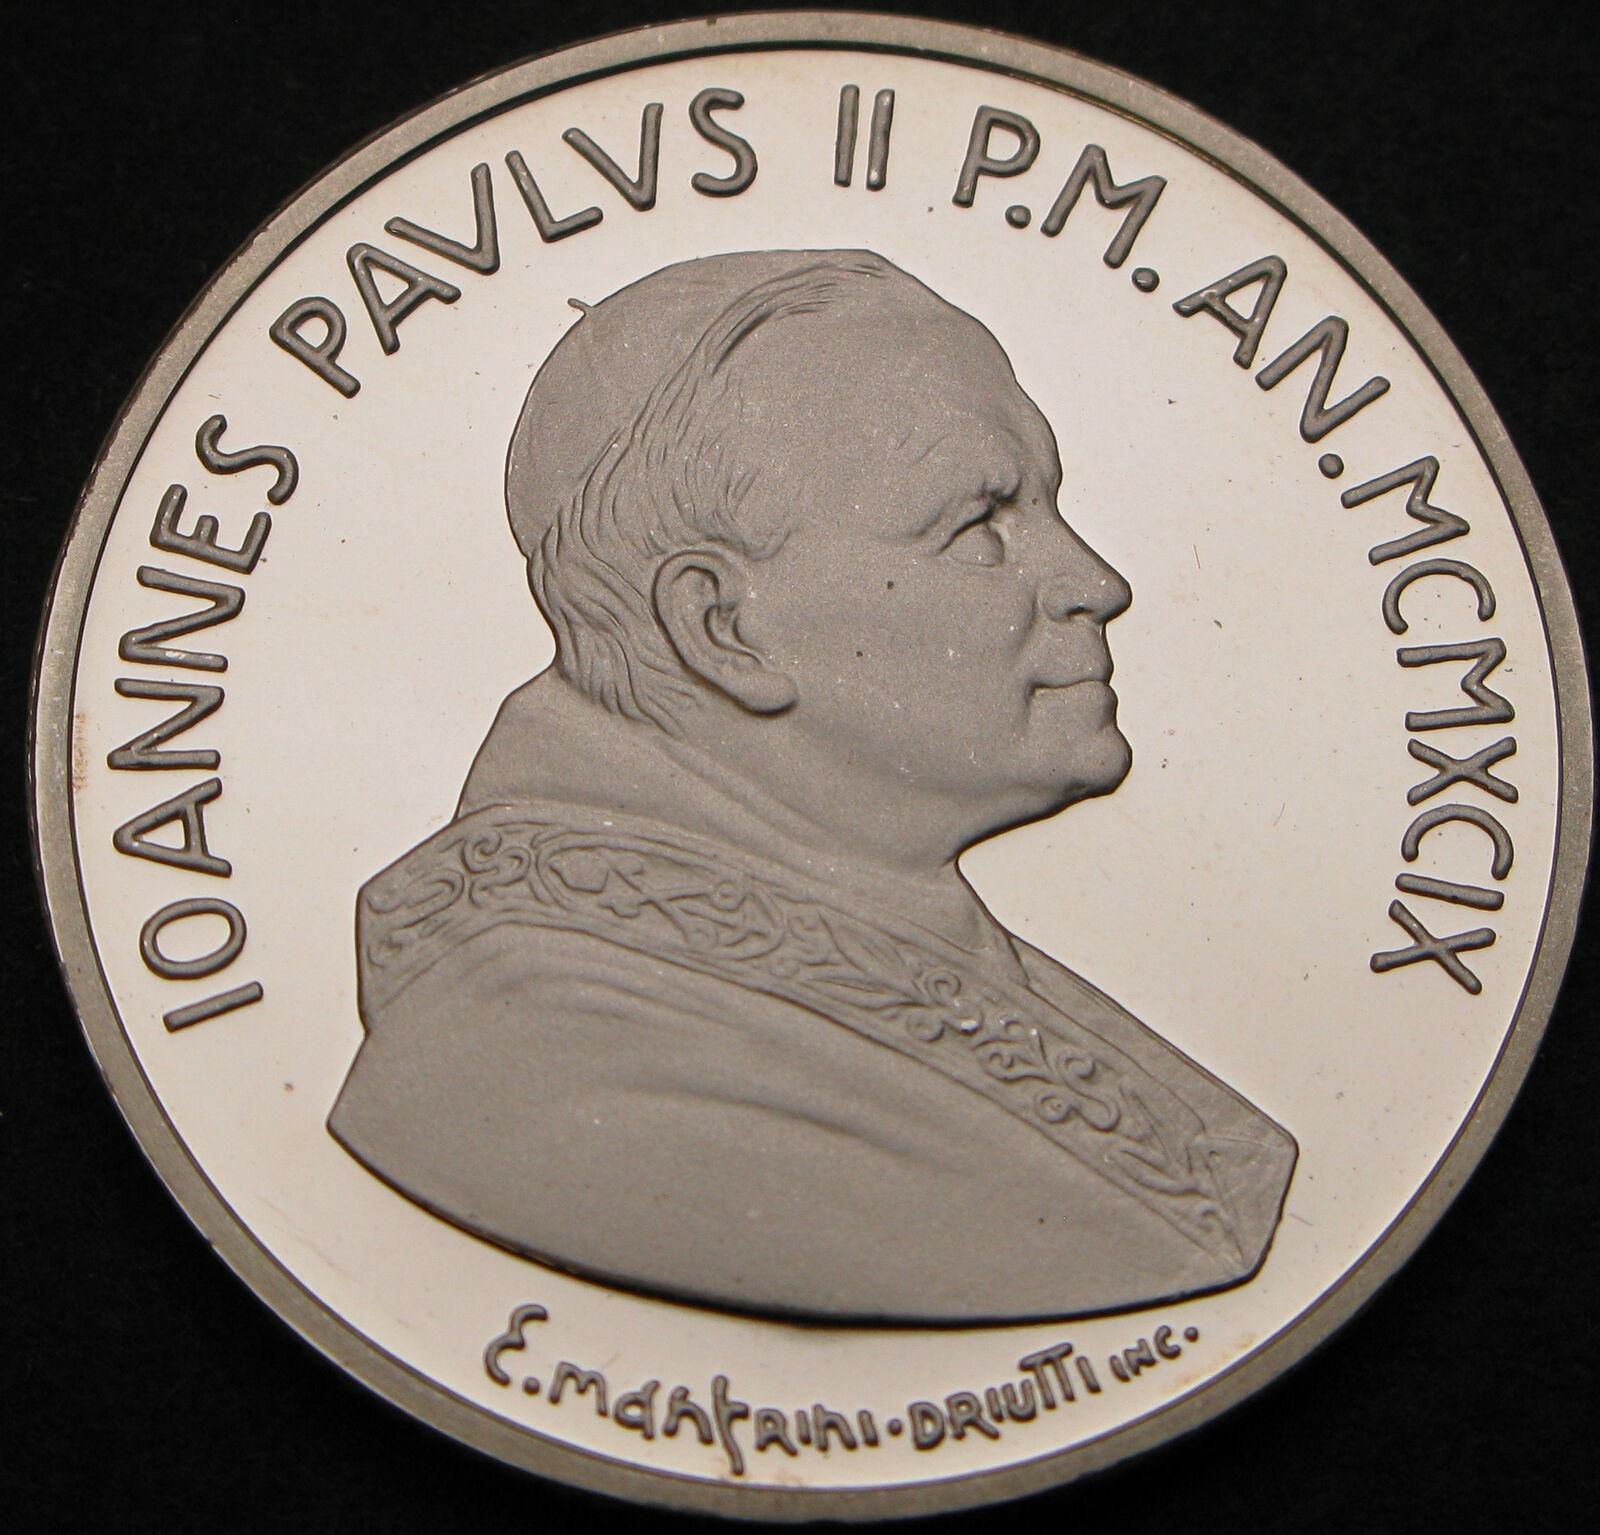 IOANNES PAVLVS II P.M. AN. MCMXCIX
E. MANFRINI · DRIUTTI INC.